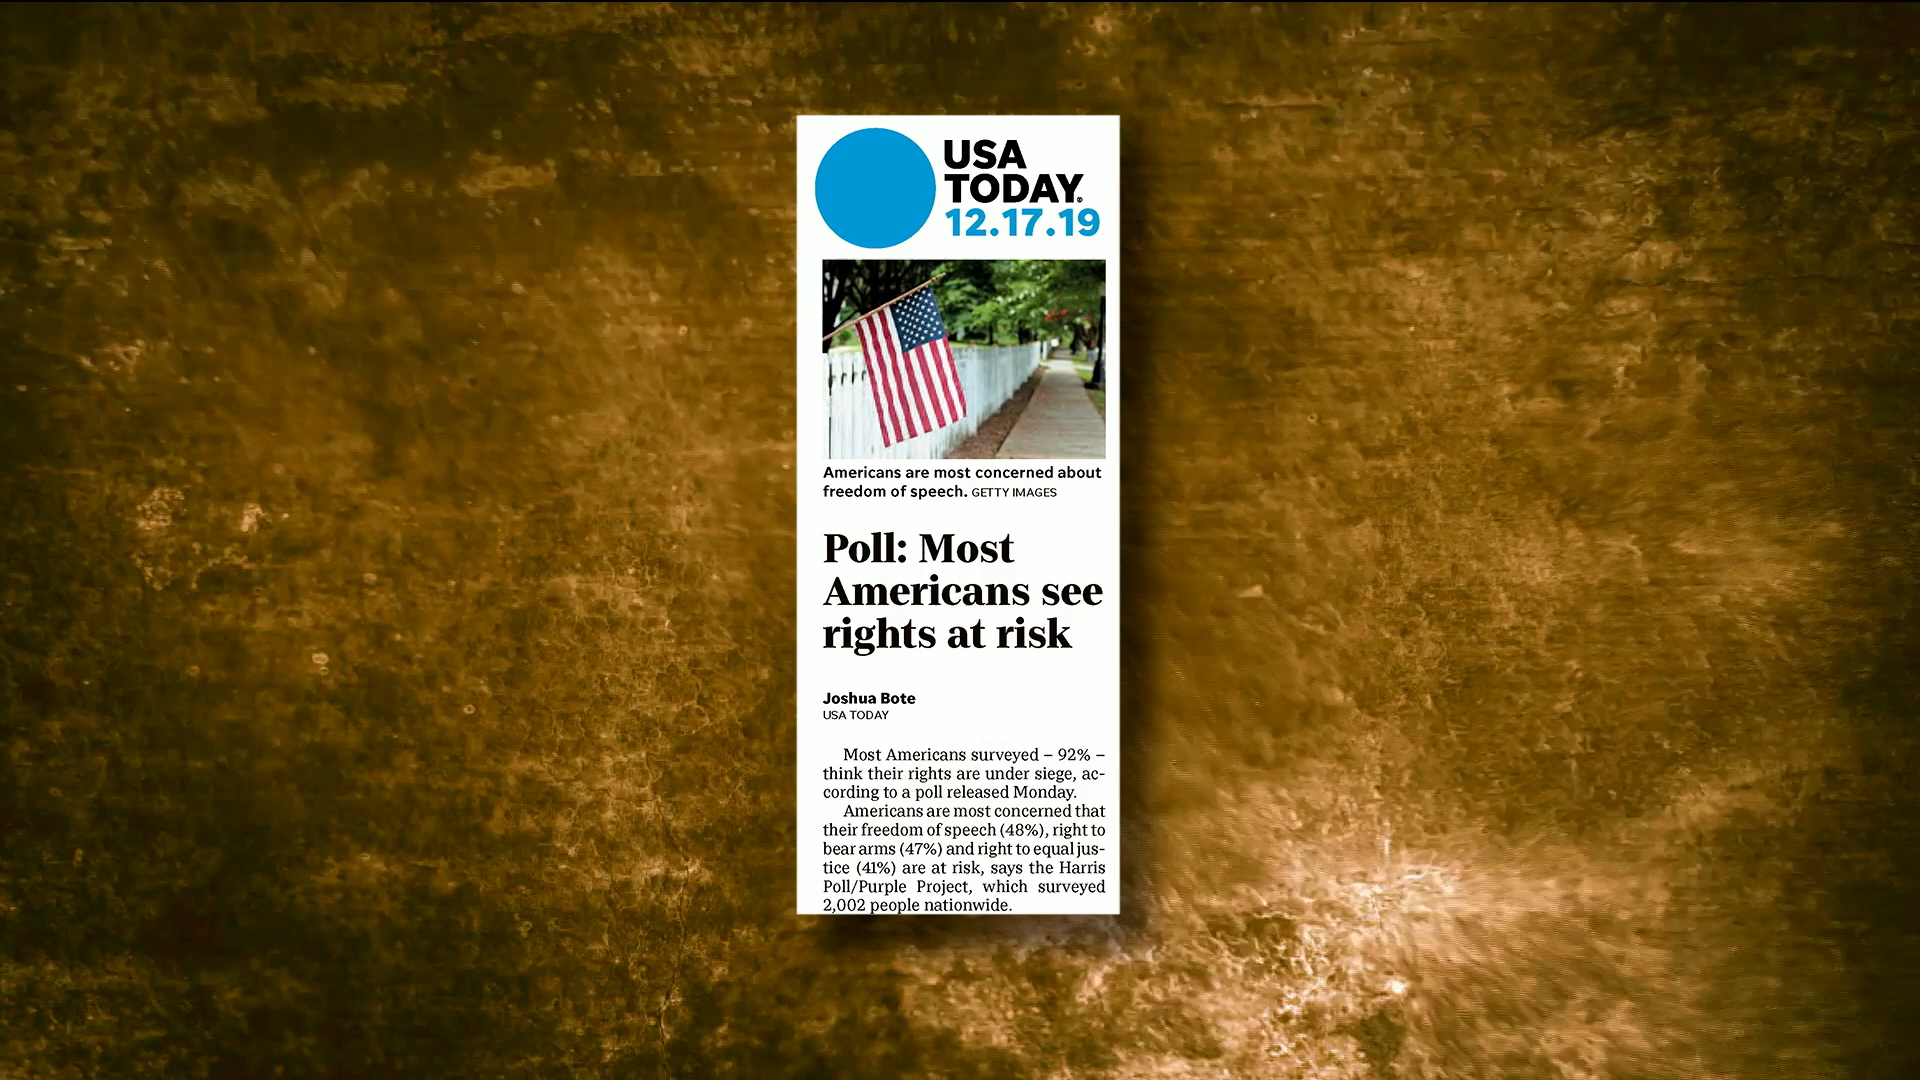 USA
TODAY®
12.17.19
Americans are most concerned about
freedom of speech. GETTY IMAGES
Poll: Most
Americans see
rights at risk
Joshua Bote
USA TODAY
Most Americans surveyed – 92% –
think their rights are under siege, ac-
cording to a poll released Monday.
Americans are most concerned that
their freedom of speech (48%), right to
bear arms (47%) and right to equal jus-
tice (41%) are at risk, says the Harris
Poll/Purple Project, which surveyed
2,002 people nationwide.